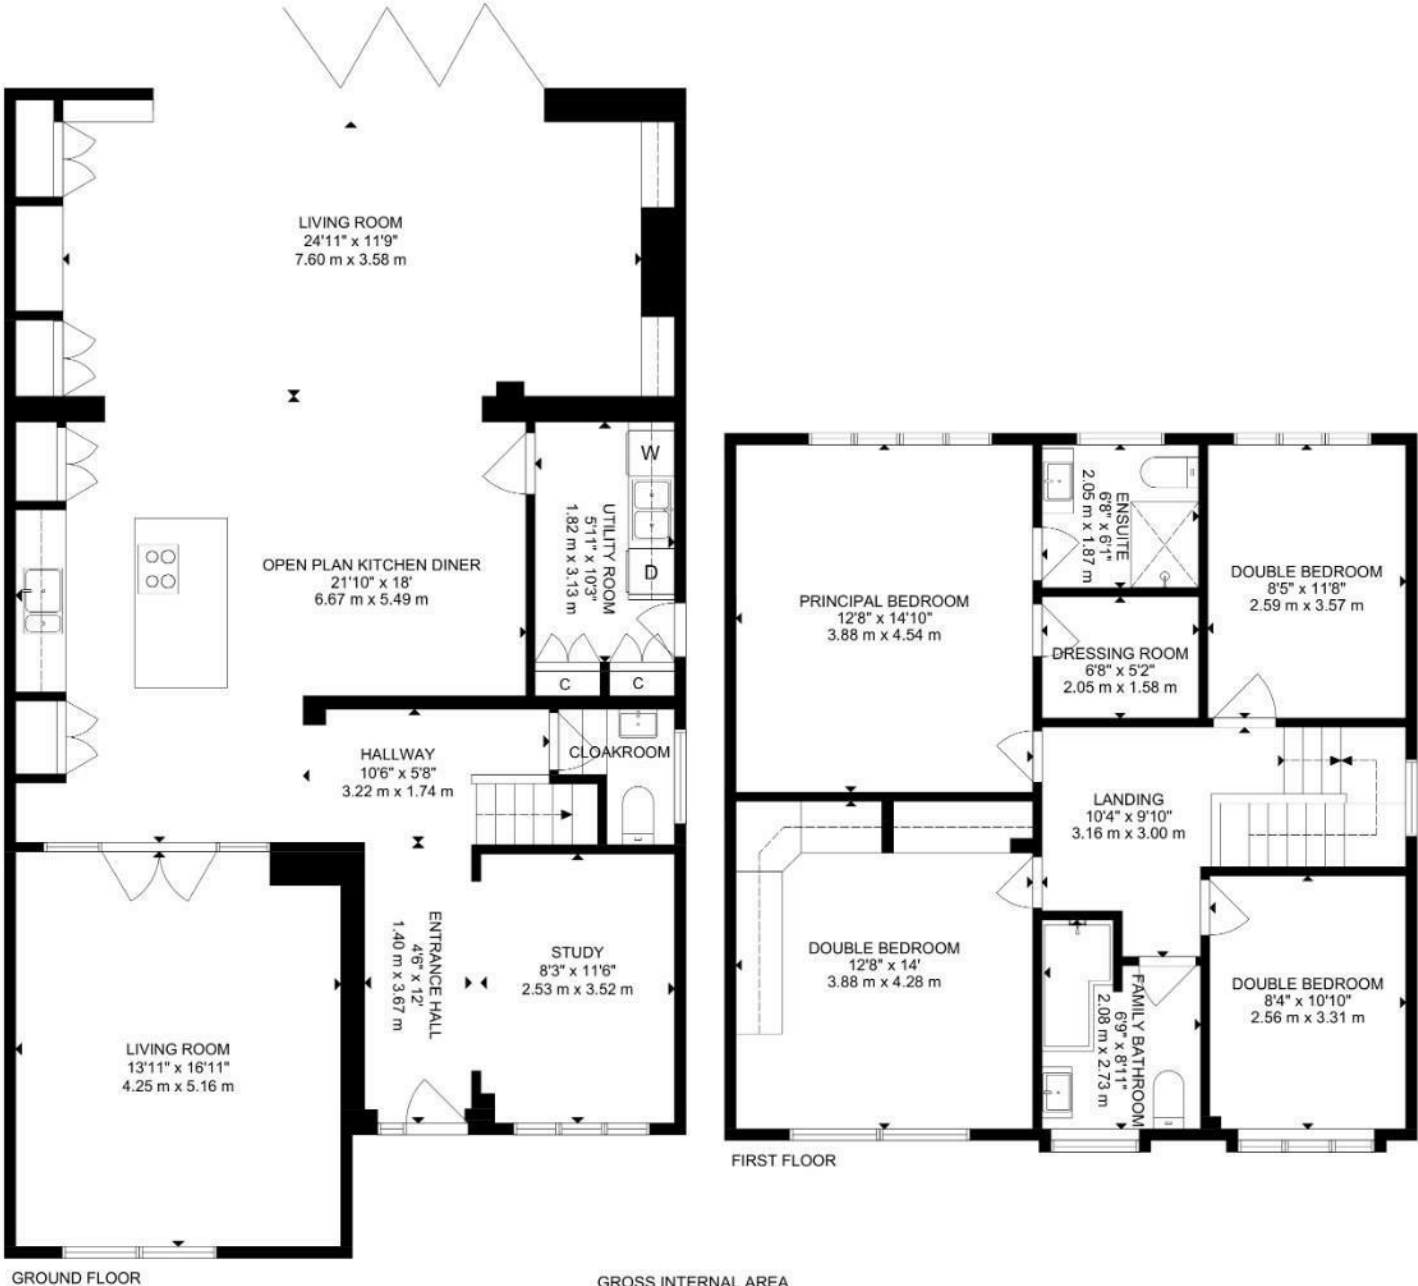 LIVING ROOM
24'11" x 11'9"
7.60 m x 3.58 m
OPEN PLAN KITCHEN DINER
21'10" x 18'
6.67 m x 5.49 m
UTILITY ROOM
5'11" x 10'3"
1.82 m x 3.13 m
W
D
C
C
HALLWAY
10'6" x 5'8"
3.22 m x 1.74 m
CLOAKROOM
ENTRANCE HALL
4'6" x 12'
1.40 m x 3.67 m
STUDY
8'3" x 11'6"
2.53 m x 3.52 m
LIVING ROOM
13'11" x 16'11"
4.25 m x 5.16 m
GROUND FLOOR
PRINCIPAL BEDROOM
12'8" x 14'10"
3.88 m x 4.54 m
ENSUITE
6'8" x 6'1"
2.05 m x 1.87 m
DRESSING ROOM
6'8" x 5'2"
2.05 m x 1.58 m
DOUBLE BEDROOM
8'5" x 11'8"
2.59 m x 3.57 m
LANDING
10'4" x 9'10"
3.16 m x 3.00 m
DOUBLE BEDROOM
12'8" x 14'
3.88 m x 4.28 m
FAMILY BATHROOM
6'9" x 8'11"
2.08 m x 2.73 m
DOUBLE BEDROOM
8'4" x 10'10"
2.56 m x 3.31 m
FIRST FLOOR
GROSS INTERNAL AREA